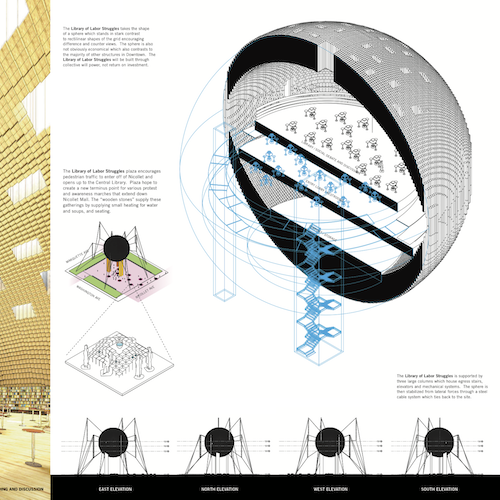 The Library of Labor Struggles takes the shape
of a sphere which stands in stark contrast
to rectilinear shapes of the grid encouraging
difference and counter views. The sphere is also
not obviously economical which also contrasts to
the majority of other structures in Downtown. The
Library of Labor Struggles will be built through
collective will power, not return on investment.
The Library of Labor Struggles plaza encourages
pedestrian traffic to enter off of Nicollet and
opens up to the Central Library. Plaza hope to
create a new terminus point for various protest
and awareness marches that extend down
Nicollet Mall. The "wooden stones" supply these
gatherings by supplying small heating for water
and soups, and seating.
WASHINGTON AVE
The Library of Labor Struggles is supported by
three large columns which house egress stairs,
elevators and mechanical systems. The sphere is
then stabilized from lateral forces through a steel
cable system which ties back to the site.
ING AND DISCUSSION
EAST ELEVATION
NORTH ELEVATION
WEST ELEVATION
SOUTH ELEVATION